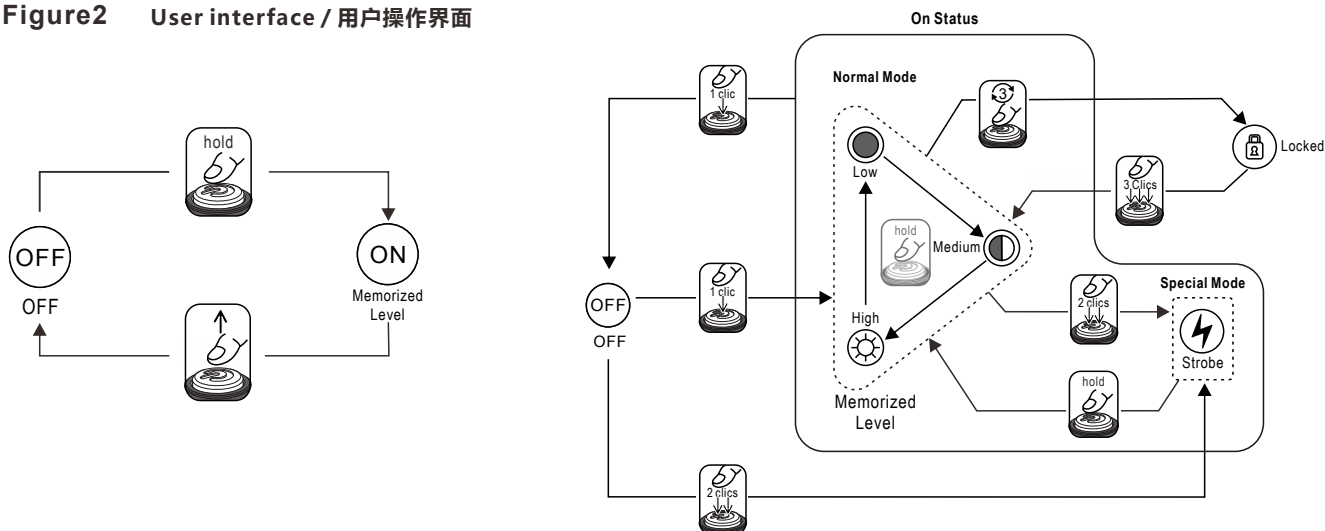 Figure2 User interface / 用户操作界面
hold
OFF
OFF
ON
Memorized
Level
On Status
Normal Mode
1 clic
3
Low
Locked
3 Clics
hold
Medium
OFF
OFF
1 clic
High
Memorized
Level
Special Mode
2 clics
Strobe
hold
2 clics